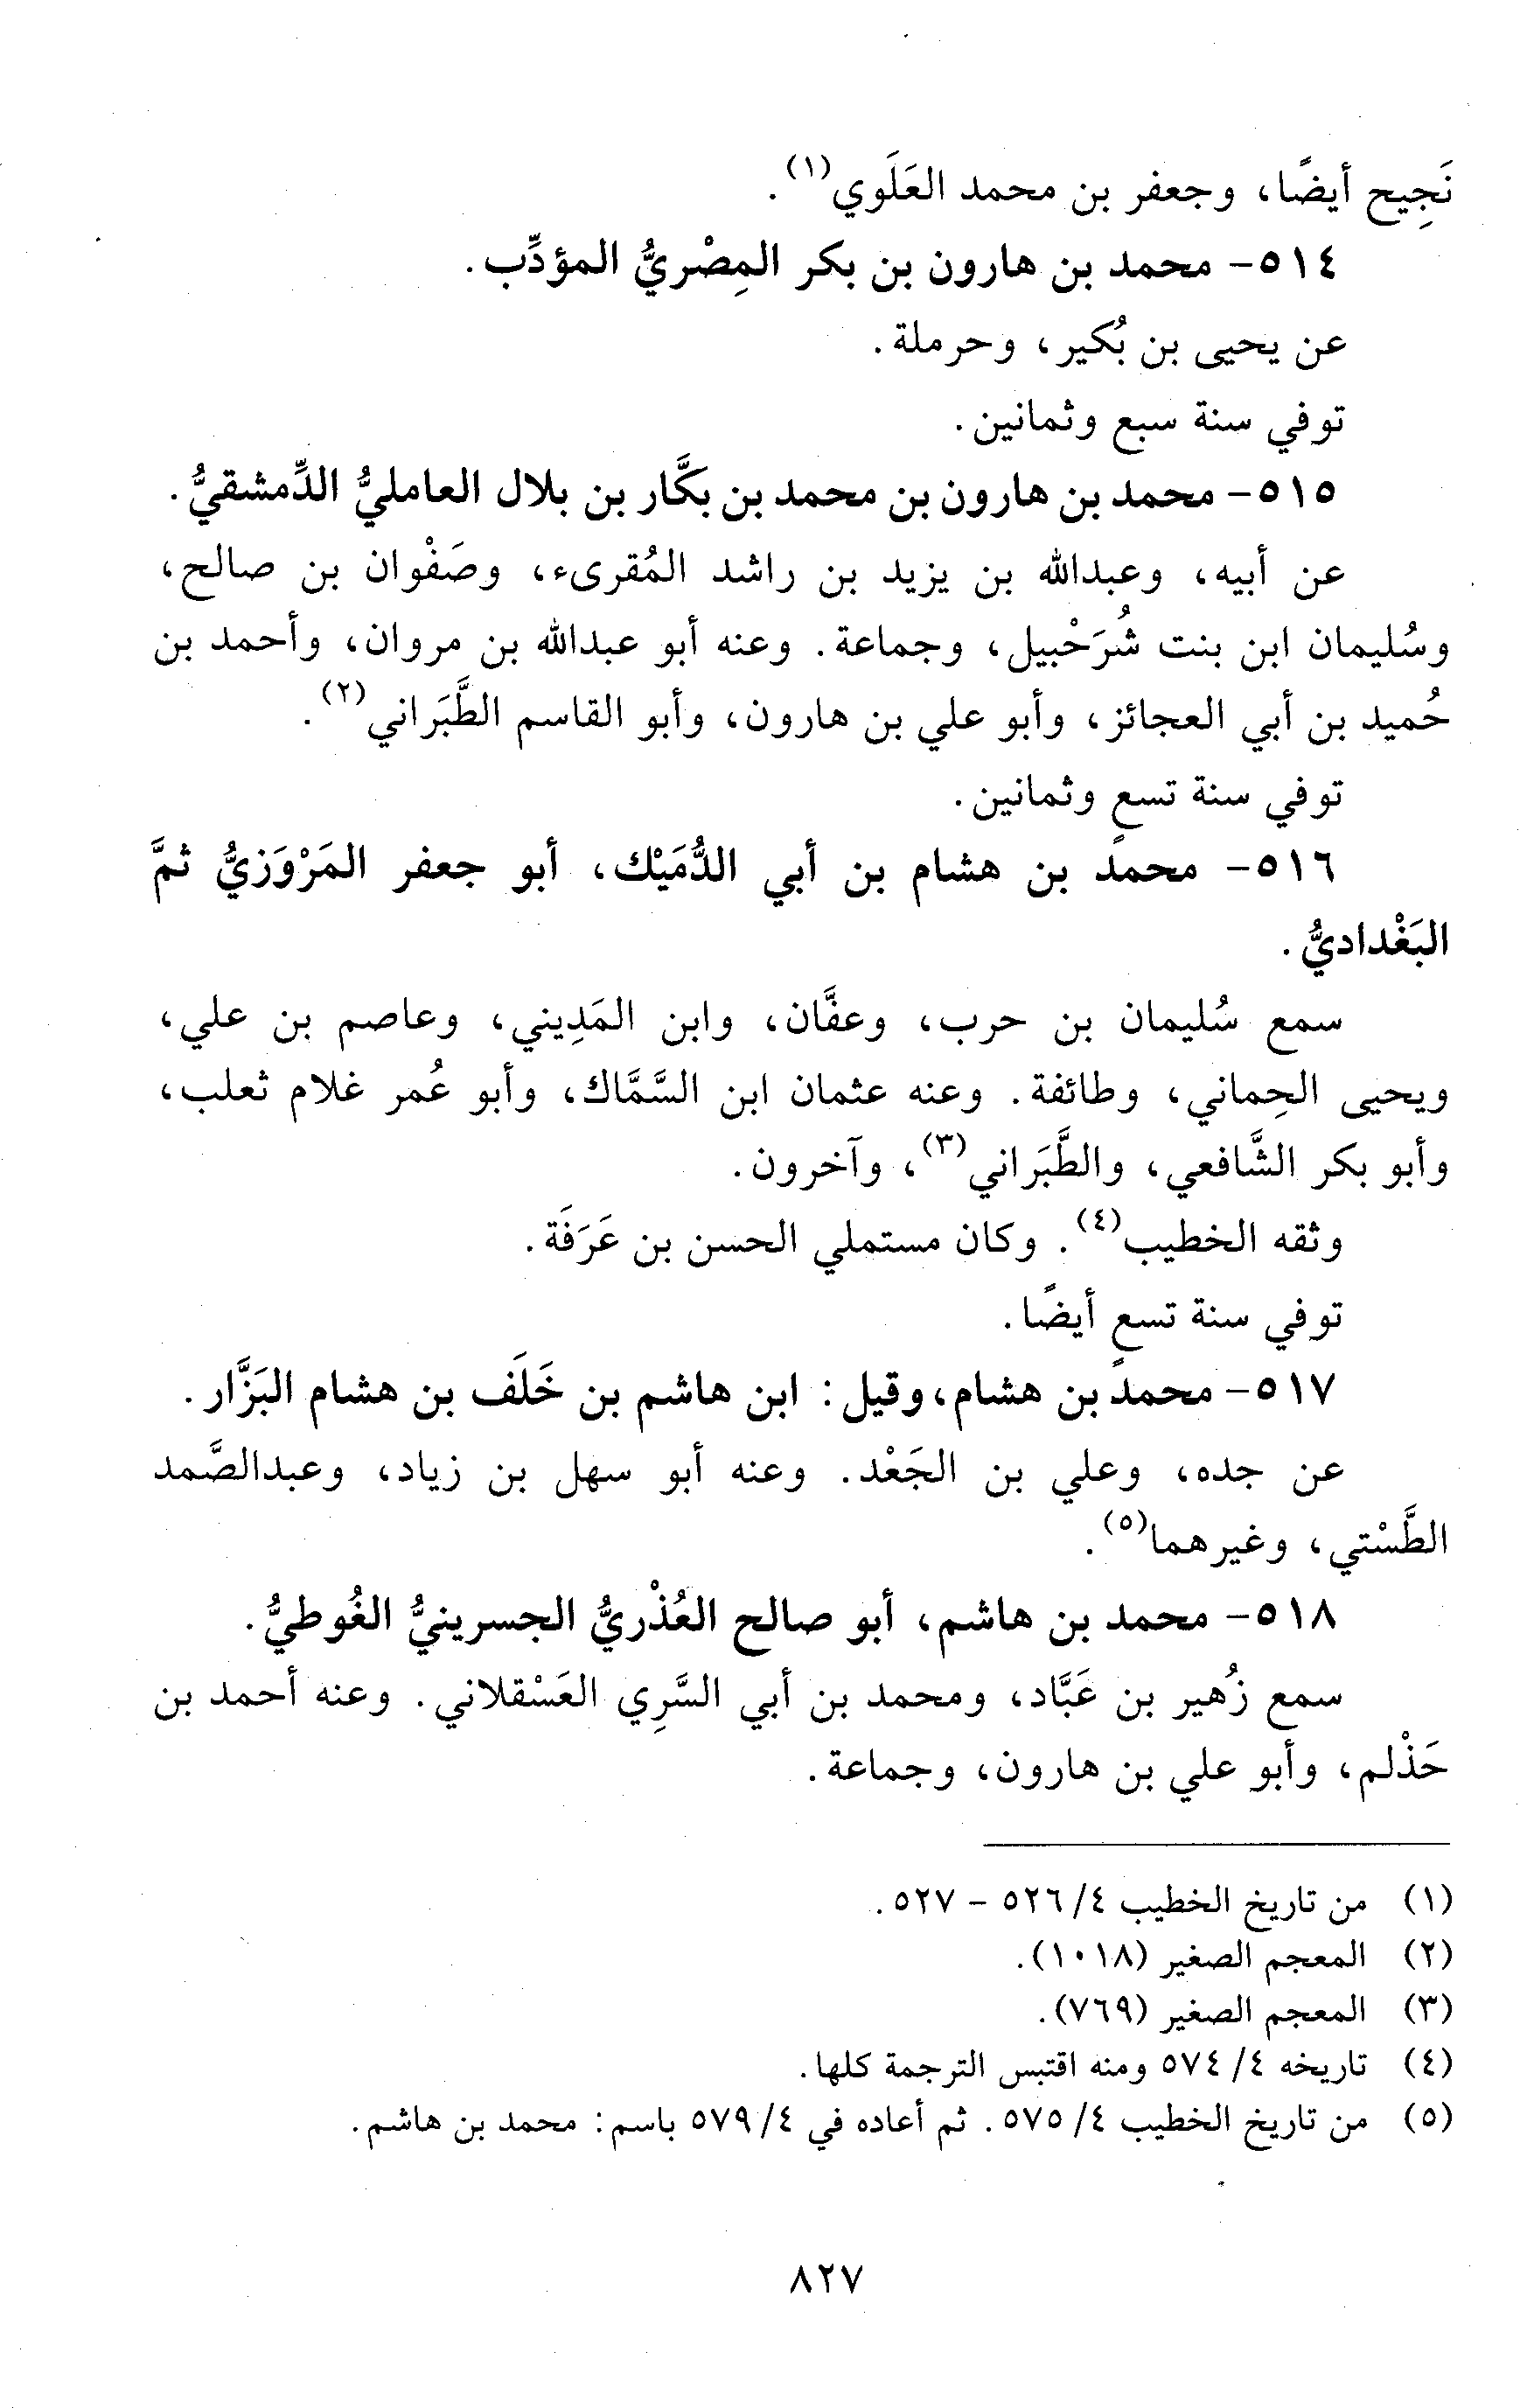 نَجِيح أيضًا، وجعفر بن محمد العَلَوي(١).
٥١٤- محمد بن هارون بن بكر المِصْريُّ المؤدِّب.
عن يحيى بن بُكير، وحرملة.
توفي سنة سبع وثمانين.
٥١٥- محمد بن هارون بن محمد بن بكَّار بن بلال العامليُّ الدِّمشقيُّ.
عن أبيه، وعبدالله بن يزيد بن راشد المُقرىء، وصَفْوان بن صالح،
وسُليمان ابن بنت شُرَحْبيل، وجماعة. وعنه أبو عبدالله بن مروان، وأحمد بن
حُميد بن أبي العجائز، وأبو علي بن هارون، وأبو القاسم الطَّبَراني(٢).
توفي سنة تسعٍ وثمانين.
٥١٦- محمد بن هشام بن أبي الدُّمَيْك، أبو جعفر المَرْوَزيُّ ثمَّ
البَغْداديُّ.
سمع سُليمان بن حرب، وعفَّان، وابن المَدِيني، وعاصم بن علي،
ويحيى الحِماني، وطائفة. وعنه عثمان ابن السَّمَّاك، وأبو عُمر غلام ثعلب،
وأبو بكر الشَّافعي، والطَّبَراني(٣)، وآخرون.
وثقه الخطيب(٤). وكان مستملي الحسن بن عَرَفَة.
توفي سنة تسعٍ أيضًا.
٥١٧- محمد بن هشام، وقيل: ابن هاشم بن خَلَف بن هشام البَزَّار.
عن جده، وعلي بن الجَعْد. وعنه أبو سهل بن زياد، وعبدالصَّمد
الطَّسْتي، وغيرهما(٥).
٥١٨- محمد بن هاشم، أبو صالح العُذْريُّ الجسرينيُّ الغُوطيُّ.
سمع زُهير بن عَبَّاد، ومحمد بن أبي السَّرِي العَسْقلاني. وعنه أحمد بن
حَذْلم، وأبو علي بن هارون، وجماعة.
(١) من تاريخ الخطيب ٤/ ٥٢٦ - ٥٢٧.
(٢) المعجم الصغير (١٠١٨).
(٣) المعجم الصغير (٧٦٩).
(٤) تاريخه ٤/ ٥٧٤ ومنه اقتبس الترجمة كلها.
(٥) من تاريخ الخطيب ٤/ ٥٧٥. ثم أعاده في ٤/ ٥٧٩ باسم: محمد بن هاشم.
٨٢٧